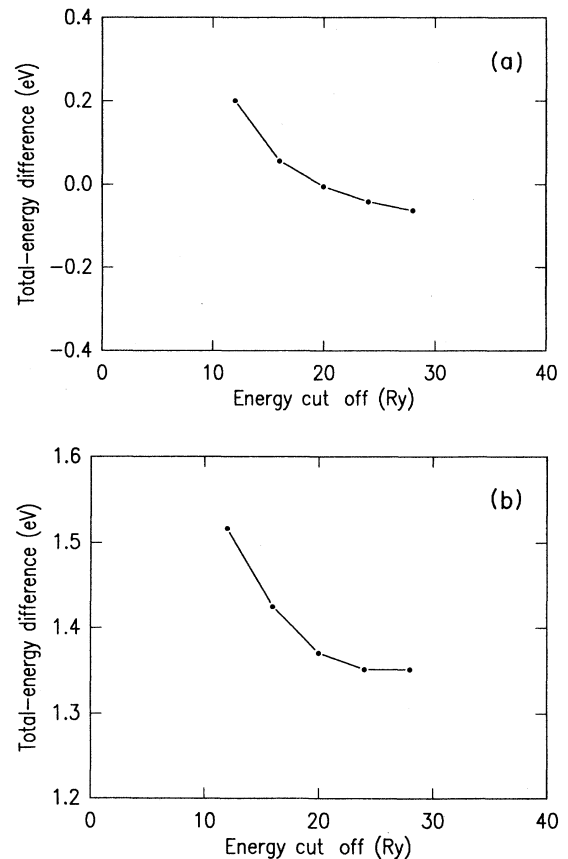 0.4
(a)
0.2
0.0
−0.2
−0.4
Total−energy difference (eV)
0 10 20 30 40
Energy cut off (Ry)
1.6
(b)
1.5
1.4
1.3
1.2
Total−energy difference (eV)
0 10 20 30 40
Energy cut off (Ry)